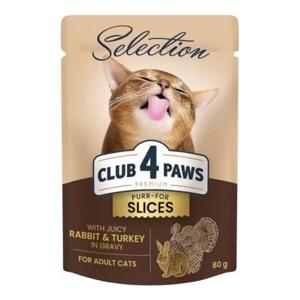 Selection
CLUB 4 PAWS
PREMIUM
PURR-FOR
SLICES
WITH JUICY
RABBIT & TURKEY
IN GRAVY
FOR ADULT CATS
80 g